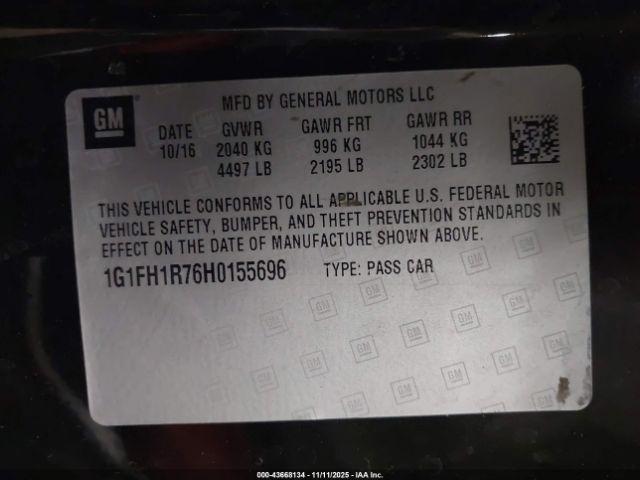 GM
MFD BY GENERAL MOTORS LLC
DATE GVWR GAWR FRT GAWR RR
10/16 2040 KG 996 KG 1044 KG
4497 LB 2195 LB 2302 LB
THIS VEHICLE CONFORMS TO ALL APPLICABLE U.S. FEDERAL MOTOR
VEHICLE SAFETY, BUMPER, AND THEFT PREVENTION STANDARDS IN
EFFECT ON THE DATE OF MANUFACTURE SHOWN ABOVE.
1G1FH1R76H0155696 TYPE: PASS CAR
000-43668134 - 11/11/2025 - IAA Inc.